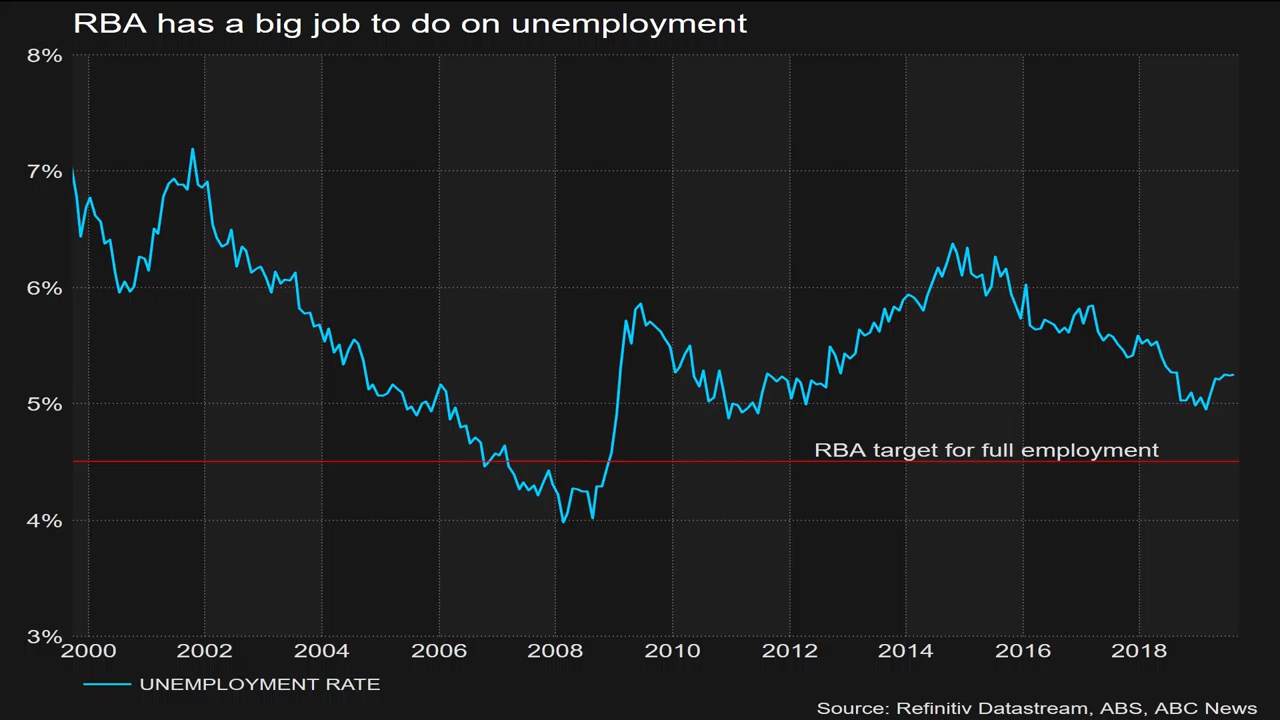 RBA has a big job to do on unemployment
8%
7%
6%
5%
RBA target for full employment
4%
3%
2000 2002 2004 2006 2008 2010 2012 2014 2016 2018
UNEMPLOYMENT RATE
Source: Refinitiv Datastream, ABS, ABC News